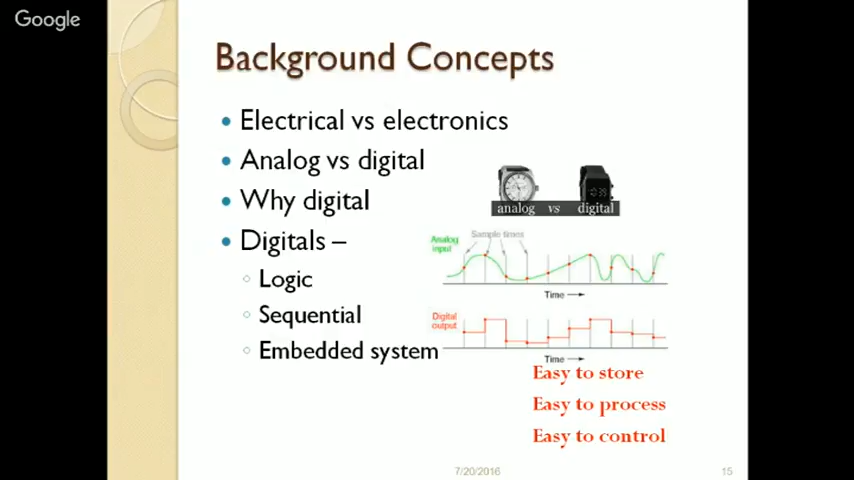 Google
Background Concepts
Electrical vs electronics
Analog vs digital
Why digital
Digitals –
Logic
Sequential
Embedded system
analog vs digital
Analog input
Sample times
Time
Digital output
Time
Easy to store
Easy to process
Easy to control
7/20/2016
15